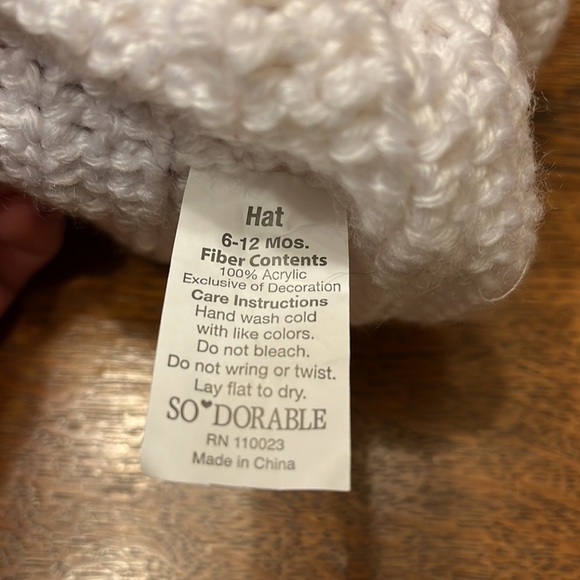 Hat
6-12 Mos.
Fiber Contents
100% Acrylic
Exclusive of Decoration
Care Instructions
Hand wash cold
with like colors.
Do not bleach.
Do not wring or twist.
Lay flat to dry.
SO♥DORABLE
RN 110023
Made in China